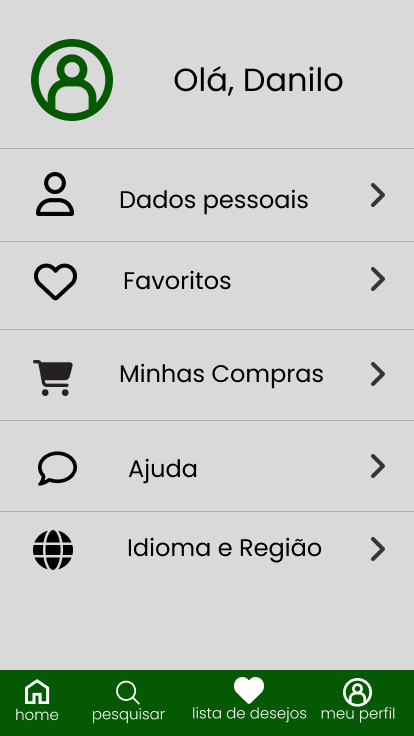 Olá, Danilo
Dados pessoais
Favoritos
Minhas Compras
Ajuda
Idioma e Região
home
pesquisar
lista de desejos
meu perfil